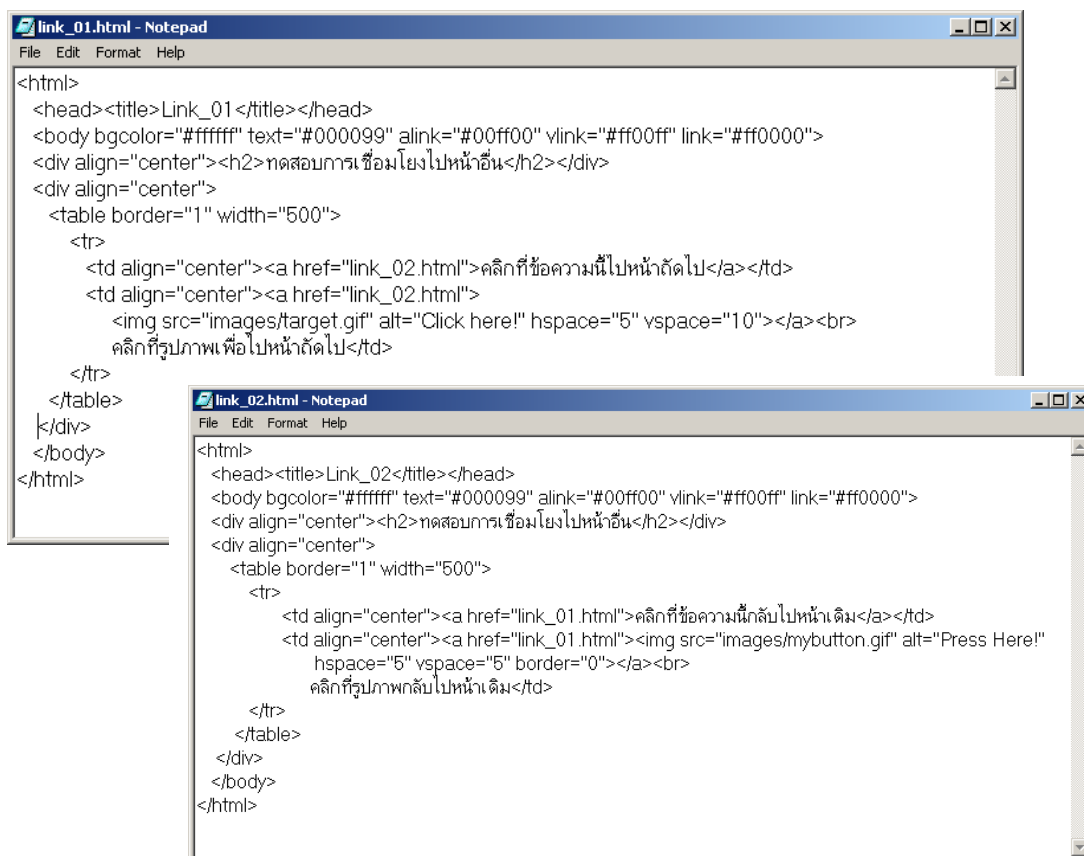 link_01.html - Notepad
File Edit Format Help
<html>
<head><title>Link_01</title></head>
<body bgcolor="#ffffff" text="#000099" alink="#00ff00" vlink="#ff00ff" link="#ff0000">
<div align="center"><h2>ทดสอบการเชื่อมโยงไปหน้าอื่น</h2></div>
<div align="center">
<table border="1" width="500">
<tr>
<td align="center"><a href="link_02.html">คลิกที่ข้อความนี้ไปหน้าถัดไป</a></td>
<td align="center"><a href="link_02.html">
<img src="images/target.gif" alt="Click here!" hspace="5" vspace="10"></a><br>
คลิกที่รูปภาพเพื่อไปหน้าถัดไป</td>
</tr>
</table>
</div>
</body>
</html>
link_02.html - Notepad
File Edit Format Help
<html>
<head><title>Link_02</title></head>
<body bgcolor="#ffffff" text="#000099" alink="#00ff00" vlink="#ff00ff" link="#ff0000">
<div align="center"><h2>ทดสอบการเชื่อมโยงไปหน้าอื่น</h2></div>
<div align="center">
<table border="1" width="500">
<tr>
<td align="center"><a href="link_01.html">คลิกที่ข้อความนี้กลับไปหน้าเดิม</a></td>
<td align="center"><a href="link_01.html"><img src="images/mybutton.gif" alt="Press Here!"
hspace="5" vspace="5" border="0"></a><br>
คลิกที่รูปภาพกลับไปหน้าเดิม</td>
</tr>
</table>
</div>
</body>
</html>